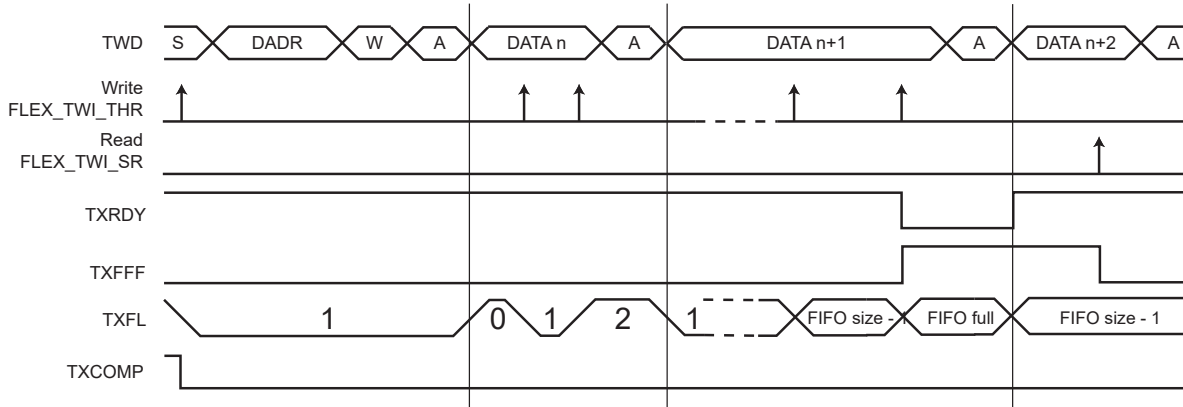 TWD S DADR W A DATA n A DATA n+1 A DATA n+2 A
Write
FLEX_TWI_THR
Read
FLEX_TWI_SR
TXRDY
TXFFF
TXFL 1 0 1 2 1 FIFO size - 1 FIFO full FIFO size - 1
TXCOMP